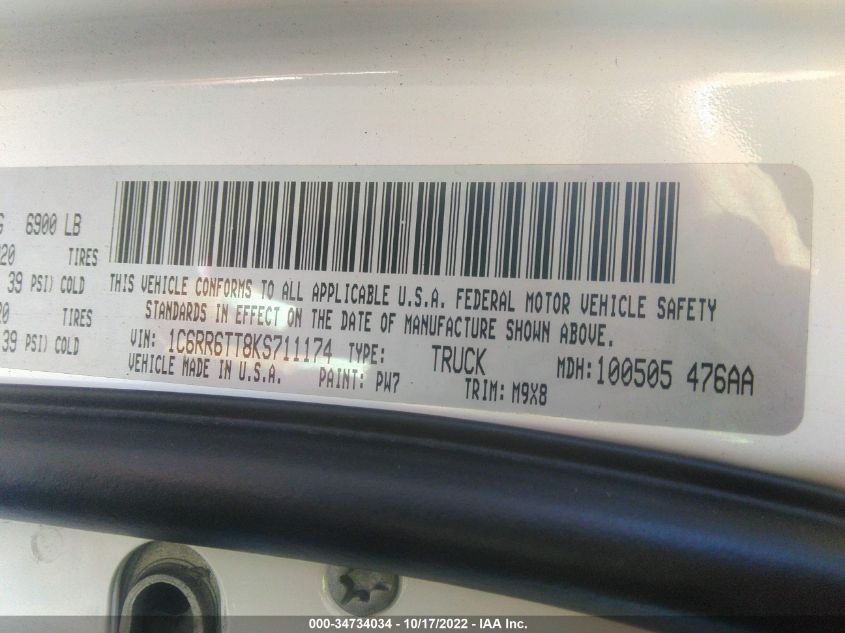 G 6900 LB
020 TIRES
39 PSI) COLD
20 TIRES
39 PSI) COLD
THIS VEHICLE CONFORMS TO ALL APPLICABLE U.S.A. FEDERAL MOTOR VEHICLE SAFETY
STANDARDS IN EFFECT ON THE DATE OF MANUFACTURE SHOWN ABOVE.
VIN: 1C6RR6TT8KS711174 TYPE: TRUCK MDH: 100505 476AA
VEHICLE MADE IN U.S.A. PAINT: PW7 TRIM: M9X8
000-34734034 - 10/17/2022 - IAA Inc.